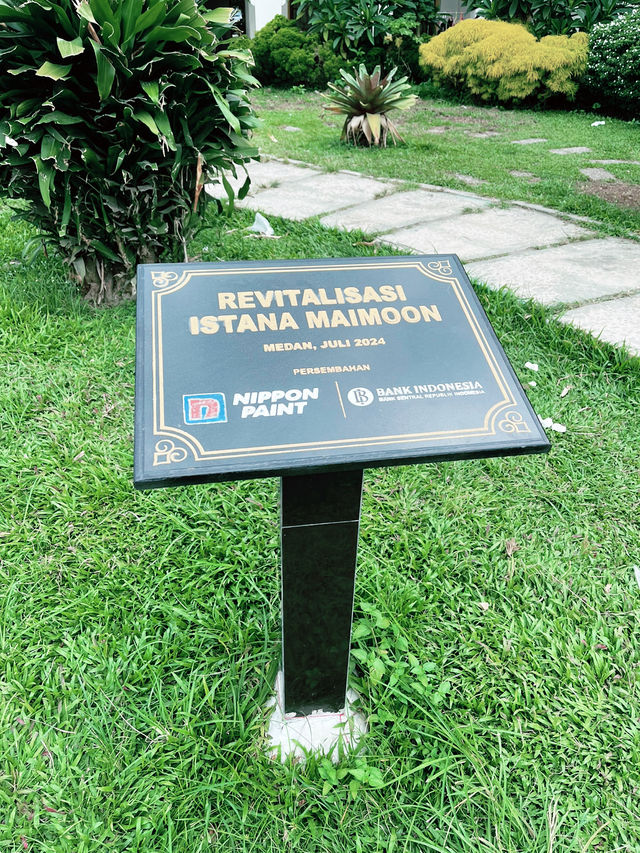 REVITALISASI
ISTANA MAIMOON
MEDAN, JULI 2024
PERSEMBAHAN
NIPPON
PAINT
BANK INDONESIA
BANK SENTRAL REPUBLIK INDONESIA